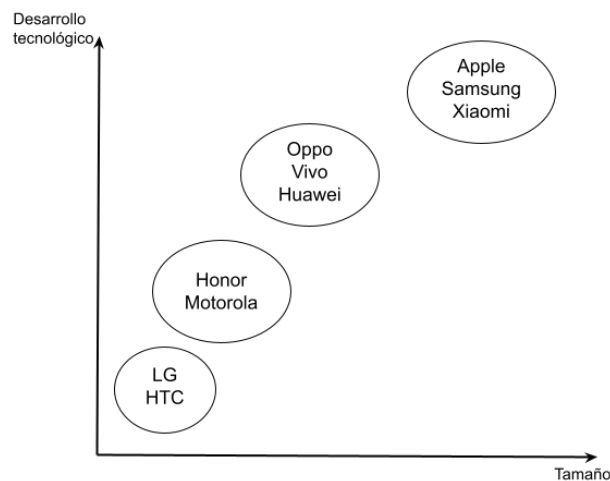 Desarrollo
tecnológico
Apple
Samsung
Xiaomi
Oppo
Vivo
Huawei
Honor
Motorola
LG
HTC
Tamaño